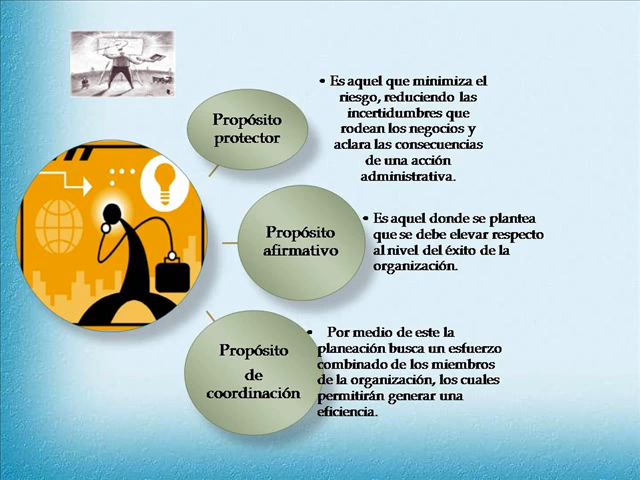 Propósito
protector
• Es aquel que minimiza el
riesgo, reduciendo las
incertidumbres que
rodean los negocios y
aclara las consecuencias
de una acción
administrativa.
Propósito
afirmativo
• Es aquel donde se plantea
que se debe elevar respecto
al nivel del éxito de la
organización.
Propósito
de
coordinación
• Por medio de este la
planeación busca un esfuerzo
combinado de los miembros
de la organización, los cuales
permitirán generar una
eficiencia.